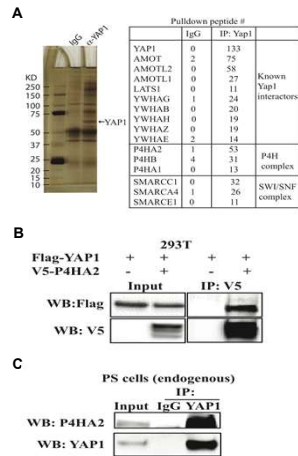 A
IgG
α-YAP1
KD
250
150
75
50
37
25
20
15
10
←YAP1
Pulldown peptide #
IgG IP: Yap1
YAP1 0 133
AMOT 2 75
AMOTL2 0 58
AMOTL1 0 27
LATS1 0 11
YWHAG 1 24
YWHAB 0 20
YWHAH 0 19
YWHAZ 0 19
YWHAE 2 14
Known
Yap1
interactors
P4HA2 1 53
P4HB 4 31
P4HA1 0 13
P4H
complex
SMARCC1 0 32
SMARCA4 1 26
SMARCE1 0 11
SWI/SNF
complex
B
293T
Flag-YAP1 + + + +
V5-P4HA2 - + - +
Input IP: V5
WB:Flag
WB: V5
C
PS cells (endogenous)
IP:
Input IgG YAP1
WB: P4HA2
WB: YAP1